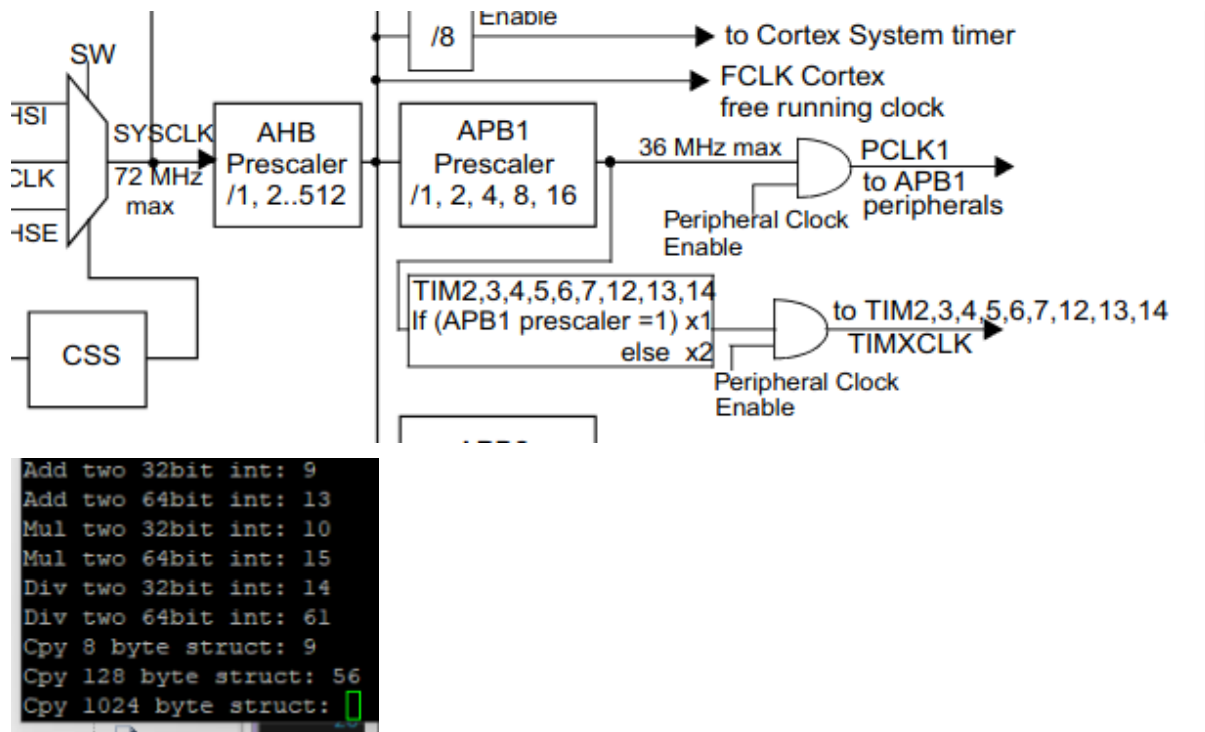 Enable
/8
to Cortex System timer
SW
FCLK Cortex
free running clock
HSI
SYSCLK
AHB
Prescaler
/1, 2..512
APB1
Prescaler
/1, 2, 4, 8, 16
36 MHz max
PCLK1
to APB1
peripherals
CLK
72 MHz
max
HSE
Peripheral Clock
Enable
TIM2,3,4,5,6,7,12,13,14
If (APB1 prescaler =1) x1
else x2
to TIM2,3,4,5,6,7,12,13,14
TIMXCLK
CSS
Peripheral Clock
Enable
Add two 32bit int: 9
Add two 64bit int: 13
Mul two 32bit int: 10
Mul two 64bit int: 15
Div two 32bit int: 14
Div two 64bit int: 61
Cpy 8 byte struct: 9
Cpy 128 byte struct: 56
Cpy 1024 byte struct: